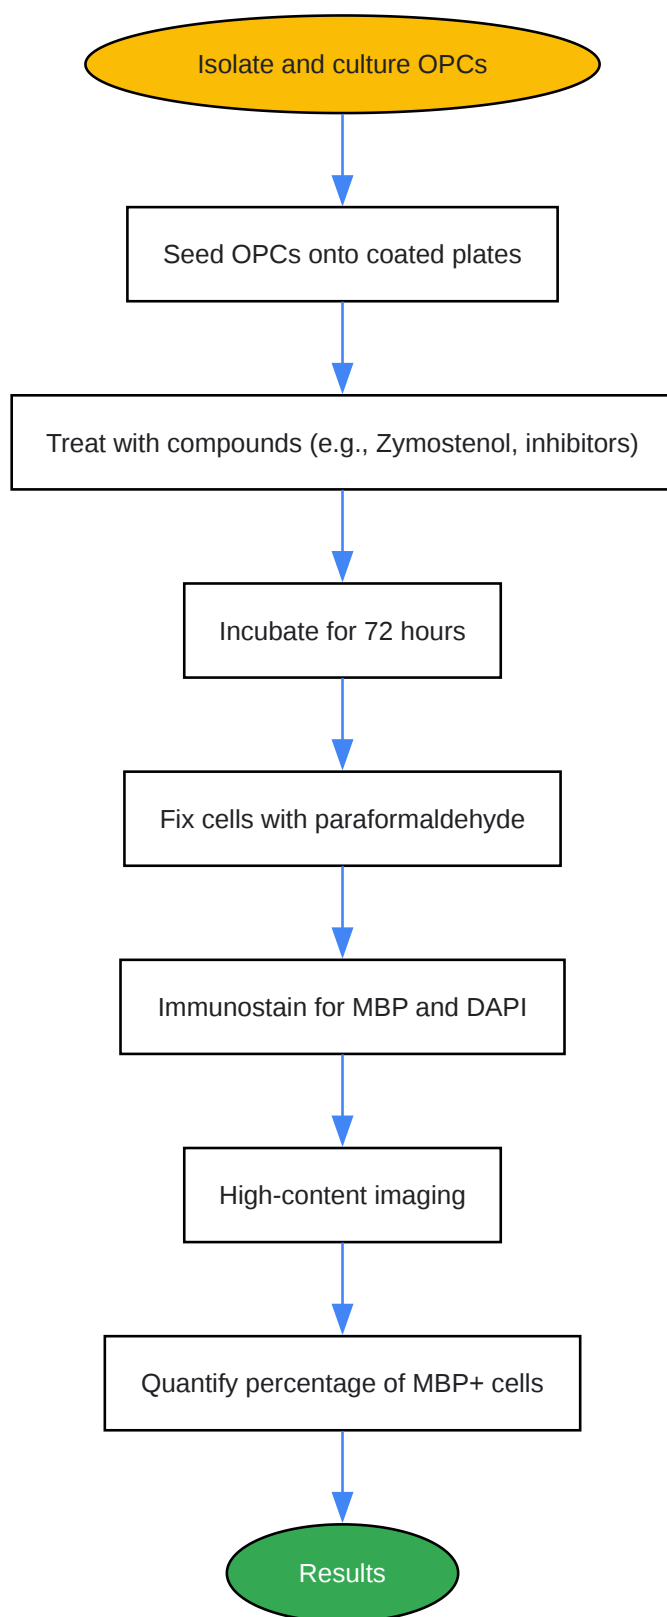 Isolate and culture OPCs
Seed OPCs onto coated plates
Treat with compounds (e.g., Zymostenol, inhibitors)
Incubate for 72 hours
Fix cells with paraformaldehyde
Immunostain for MBP and DAPI
High-content imaging
Quantify percentage of MBP+ cells
Results